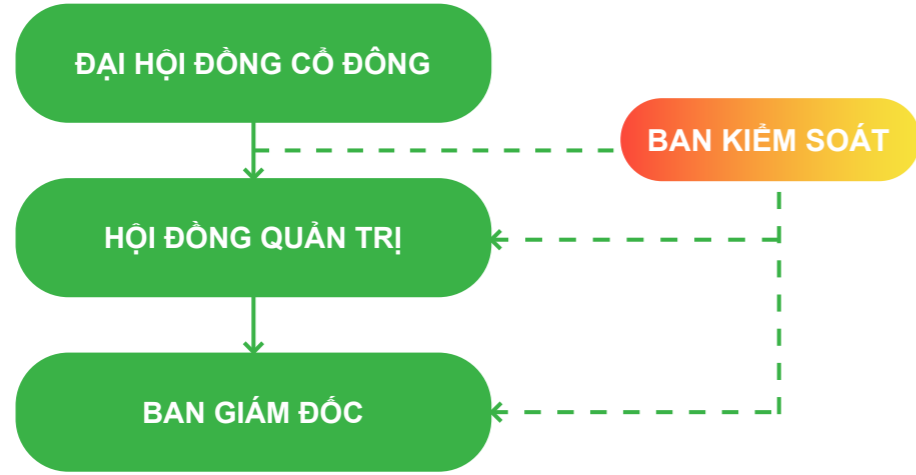 ĐẠI HỘI ĐỒNG CỔ ĐÔNG
BAN KIỂM SOÁT
HỘI ĐỒNG QUẢN TRỊ
BAN GIÁM ĐỐC